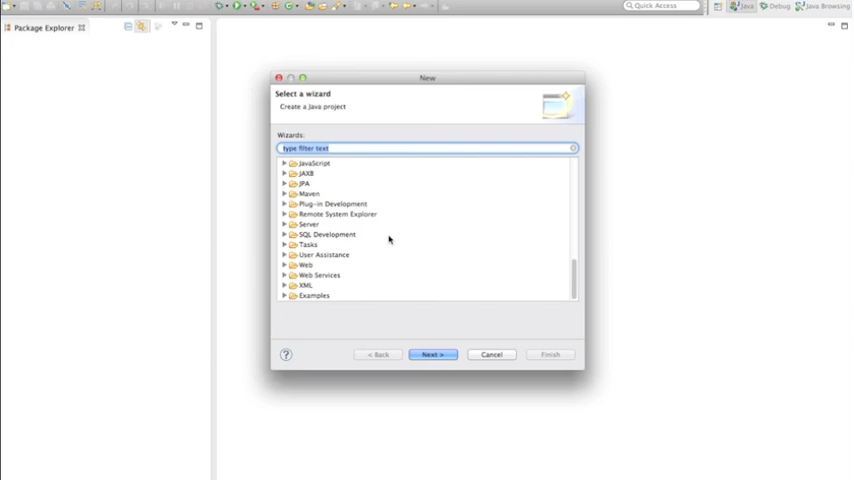 Quick Access
Java
Debug
Java Browsing
Package Explorer
New
Select a wizard
Create a Java project
Wizards:
type filter text
JavaScript
JAXB
JPA
Maven
Plug-in Development
Remote System Explorer
Server
SQL Development
Tasks
User Assistance
Web
Web Services
XML
Examples
?
< Back
Next >
Cancel
Finish